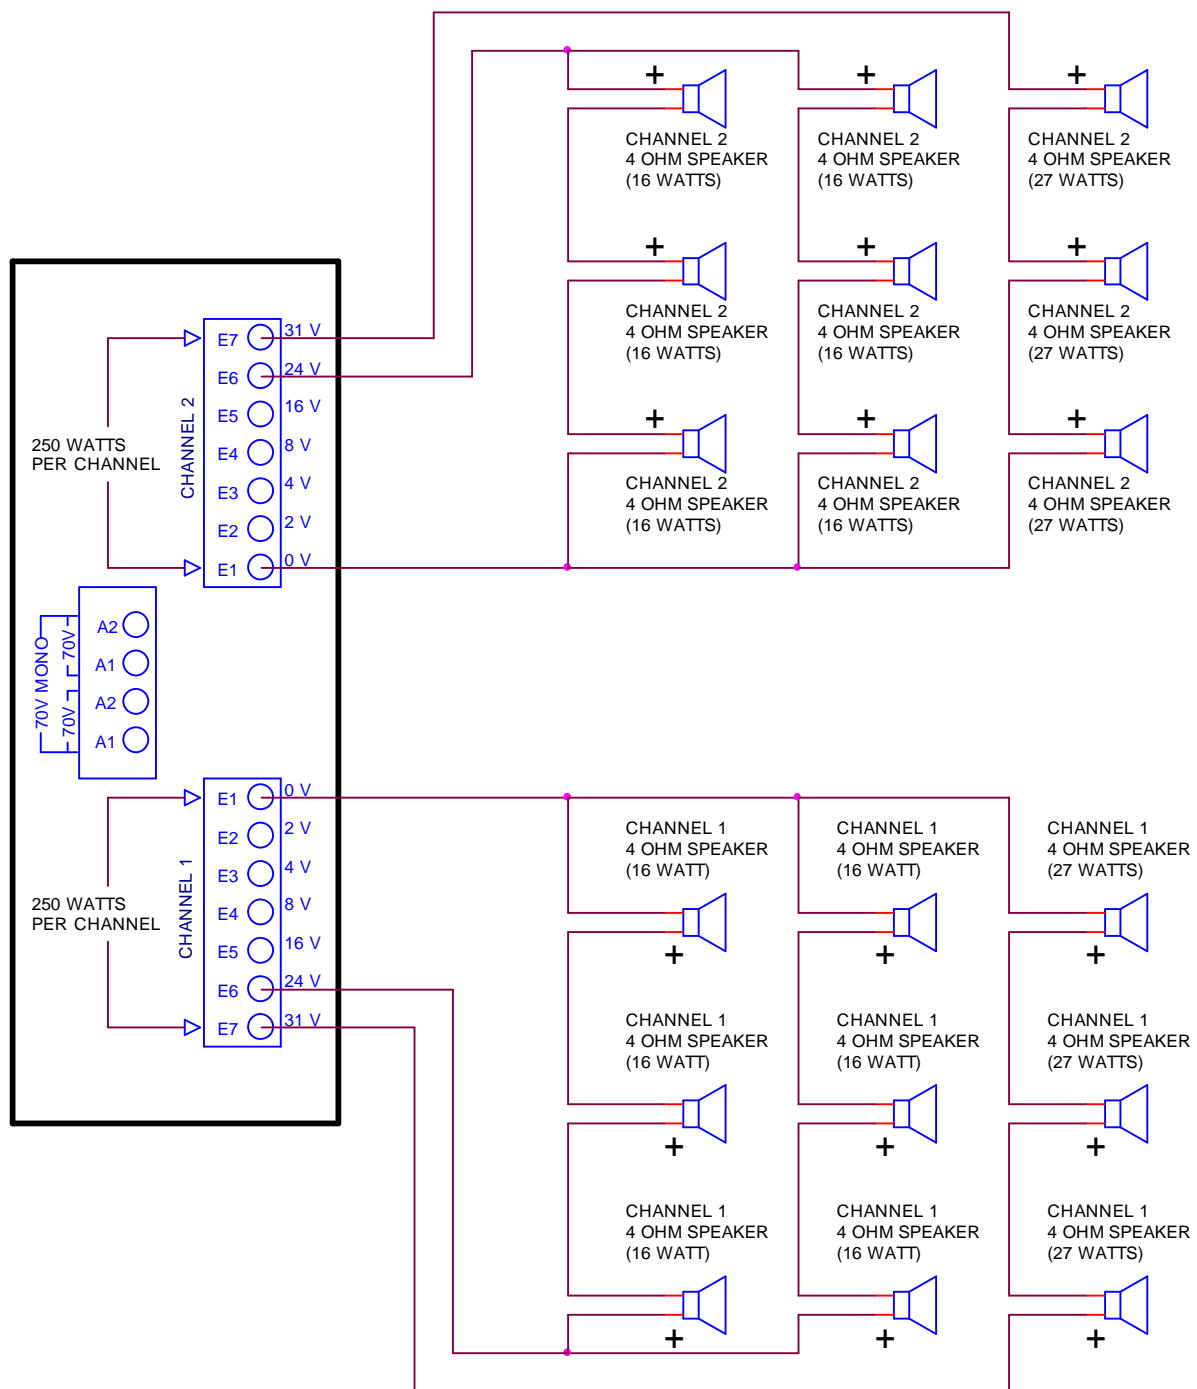 +
+
+
CHANNEL 2
4 OHM SPEAKER
(16 WATTS)
CHANNEL 2
4 OHM SPEAKER
(16 WATTS)
CHANNEL 2
4 OHM SPEAKER
(27 WATTS)
+
+
+
CHANNEL 2
4 OHM SPEAKER
(16 WATTS)
CHANNEL 2
4 OHM SPEAKER
(16 WATTS)
CHANNEL 2
4 OHM SPEAKER
(27 WATTS)
+
+
+
CHANNEL 2
4 OHM SPEAKER
(16 WATTS)
CHANNEL 2
4 OHM SPEAKER
(16 WATTS)
CHANNEL 2
4 OHM SPEAKER
(27 WATTS)
250 WATTS
PER CHANNEL
CHANNEL 2
E7 31 V
E6 24 V
E5 16 V
E4 8 V
E3 4 V
E2 2 V
E1 0 V
70V MONO
70V
70V
A2
A1
A2
A1
250 WATTS
PER CHANNEL
CHANNEL 1
E1 0 V
E2 2 V
E3 4 V
E4 8 V
E5 16 V
E6 24 V
E7 31 V
CHANNEL 1
4 OHM SPEAKER
(16 WATT)
CHANNEL 1
4 OHM SPEAKER
(16 WATT)
CHANNEL 1
4 OHM SPEAKER
(27 WATTS)
+
+
+
CHANNEL 1
4 OHM SPEAKER
(16 WATT)
CHANNEL 1
4 OHM SPEAKER
(16 WATT)
CHANNEL 1
4 OHM SPEAKER
(27 WATTS)
+
+
+
CHANNEL 1
4 OHM SPEAKER
(16 WATT)
CHANNEL 1
4 OHM SPEAKER
(16 WATT)
CHANNEL 1
4 OHM SPEAKER
(27 WATTS)
+
+
+